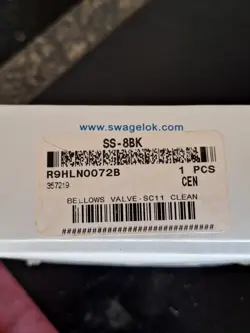 www.swagelok.com
SS-8BK
R9HLN0072B 1 PCS
357219 CEN
BELLOWS VALVE-SC11 CLEAN
################################